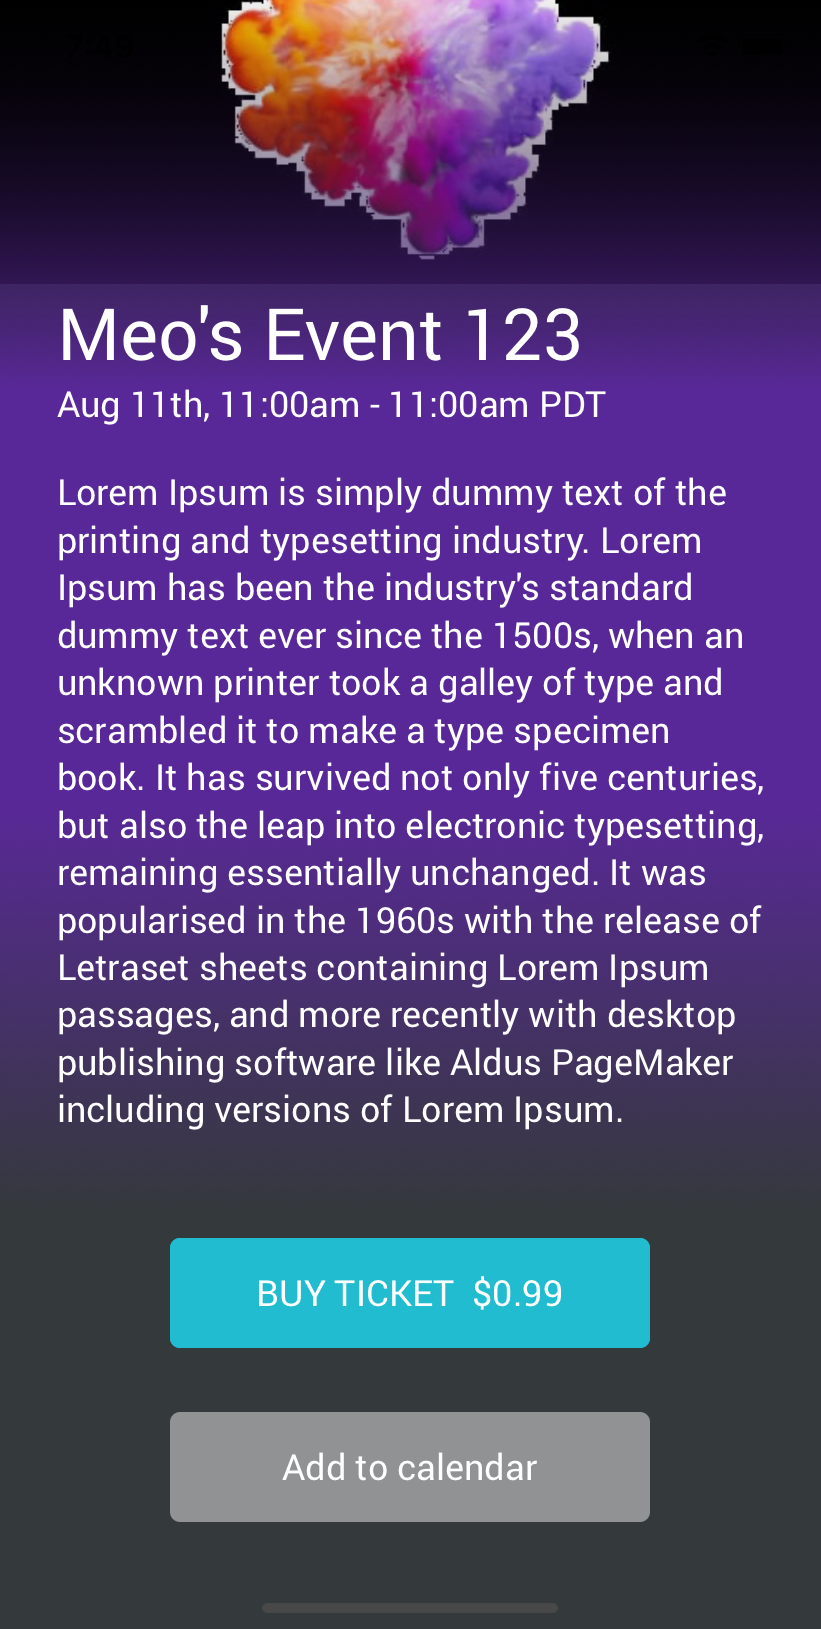 Meo's Event 123
Aug 11th, 11:00am - 11:00am PDT
Lorem Ipsum is simply dummy text of the
printing and typesetting industry. Lorem
Ipsum has been the industry's standard
dummy text ever since the 1500s, when an
unknown printer took a galley of type and
scrambled it to make a type specimen
book. It has survived not only five centuries,
but also the leap into electronic typesetting,
remaining essentially unchanged. It was
popularised in the 1960s with the release of
Letraset sheets containing Lorem Ipsum
passages, and more recently with desktop
publishing software like Aldus PageMaker
including versions of Lorem Ipsum.
BUY TICKET $0.99
Add to calendar